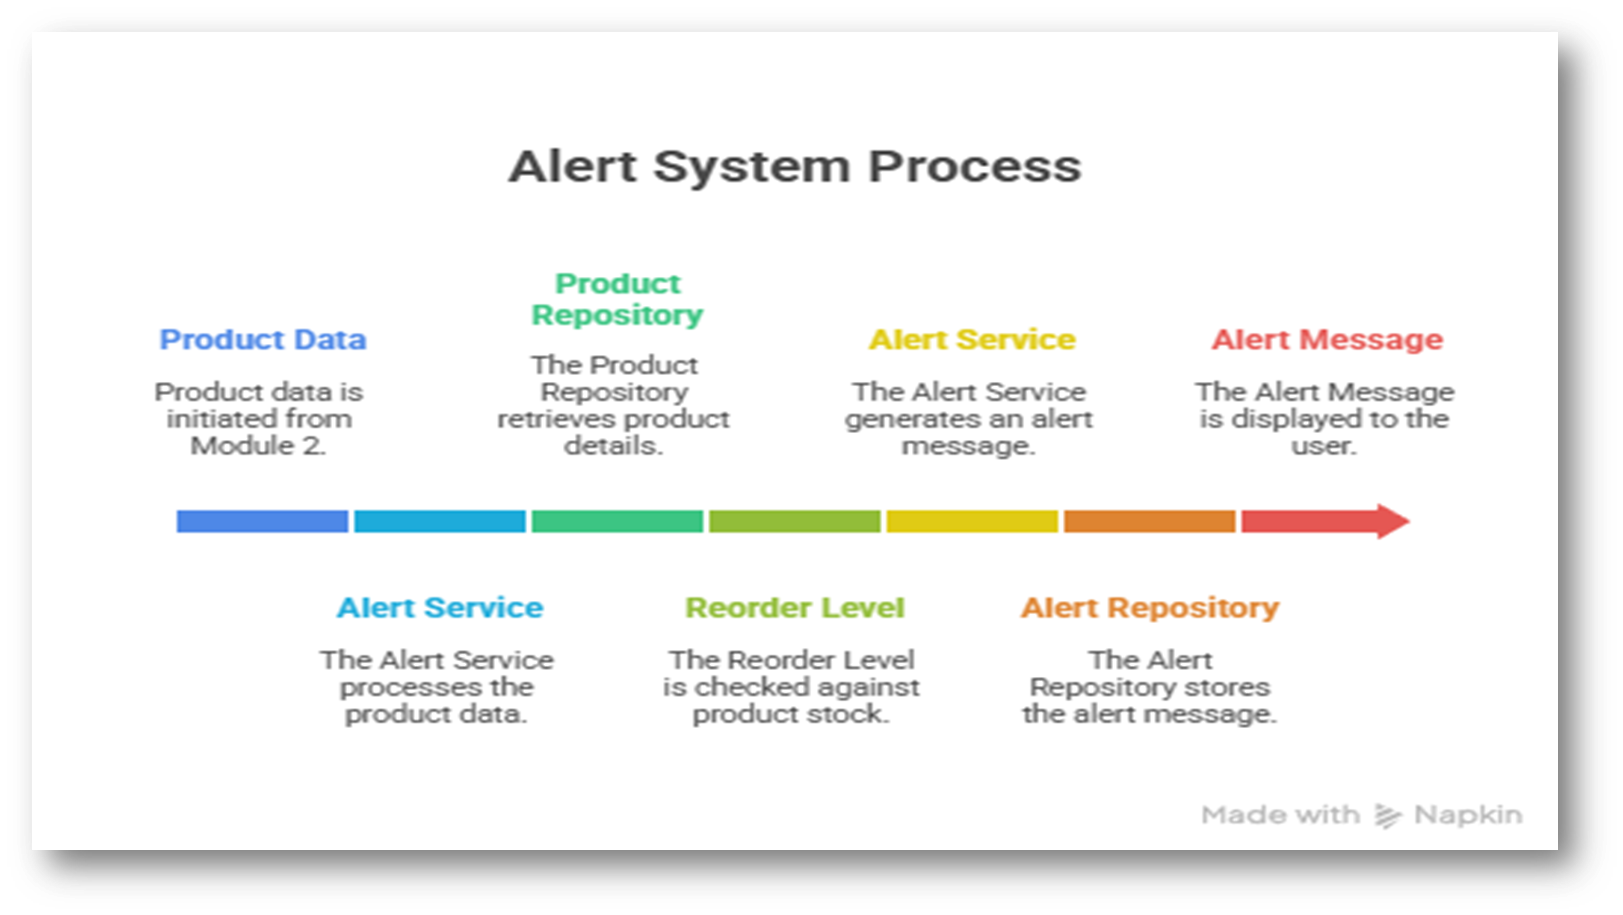 Alert System Process
Product Data
Product data is
initiated from
Module 2.
Alert Service
The Alert Service
processes the
product data.
Product
Repository
The Product
Repository
retrieves product
details.
Reorder Level
The Reorder Level
is checked against
product stock.
Alert Service
The Alert Service
generates an alert
message.
Alert Repository
The Alert
Repository stores
the alert message.
Alert Message
The Alert Message
is displayed to the
user.
Made with Napkin